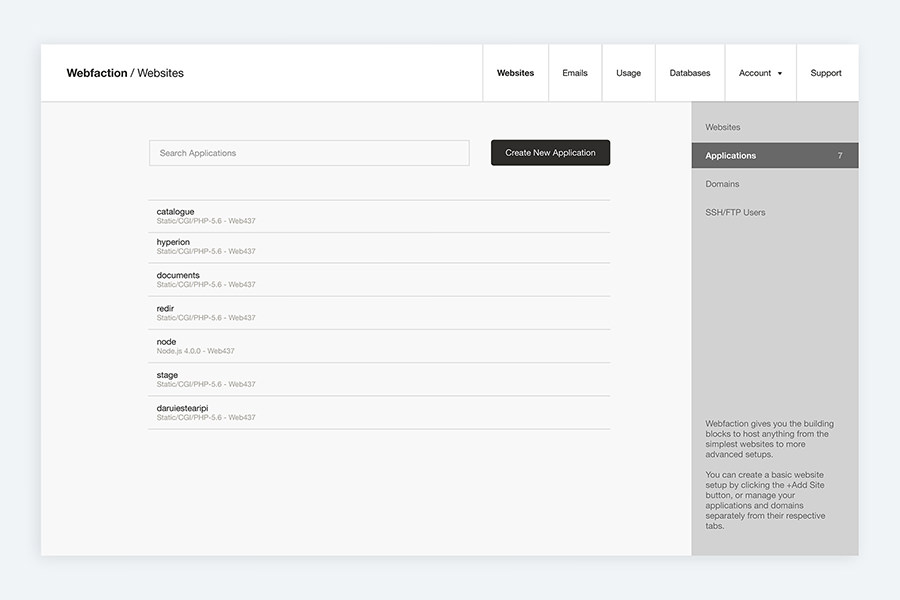 Webfaction / Websites
Websites
Emails
Usage
Databases
Account
Support
Search Applications
Create New Application
catalogue
Static/CGI/PHP-5.6 - Web437
hyperion
Static/CGI/PHP-5.6 - Web437
documents
Static/CGI/PHP-5.6 - Web437
redir
Static/CGI/PHP-5.6 - Web437
node
Node.js 4.0.0 - Web437
stage
Static/CGI/PHP-5.6 - Web437
daruiestearipi
Static/CGI/PHP-5.6 - Web437
Websites
Applications 7
Domains
SSH/FTP Users
Webfaction gives you the building
blocks to host anything from the
simplest websites to more
advanced setups.
You can create a basic website
setup by clicking the +Add Site
button, or manage your
applications and domains
separately from their respective
tabs.